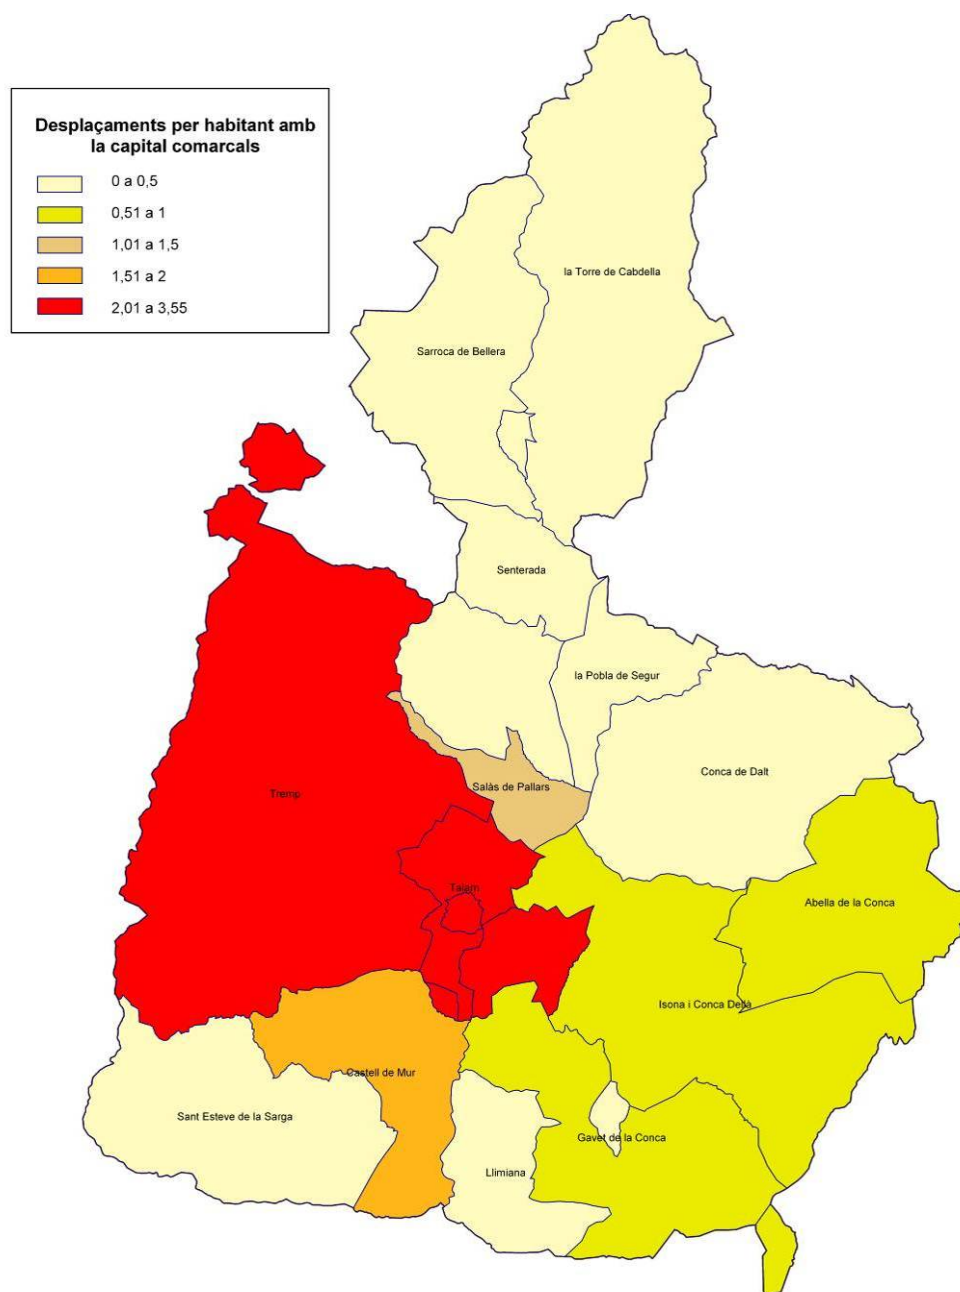 Desplaçaments per habitant amb
la capital comarcals
0 a 0,5
0,51 a 1
1,01 a 1,5
1,51 a 2
2,01 a 3,55
la Torre de Cabdella
Sarroca de Bellera
Senterada
la Pobla de Segur
Conca de Dalt
Salàs de Pallars
Tremp
Talarn
Abella de la Conca
Isona i Conca Dellà
Castell de Mur
Sant Esteve de la Sarga
Gavet de la Conca
Llimiana